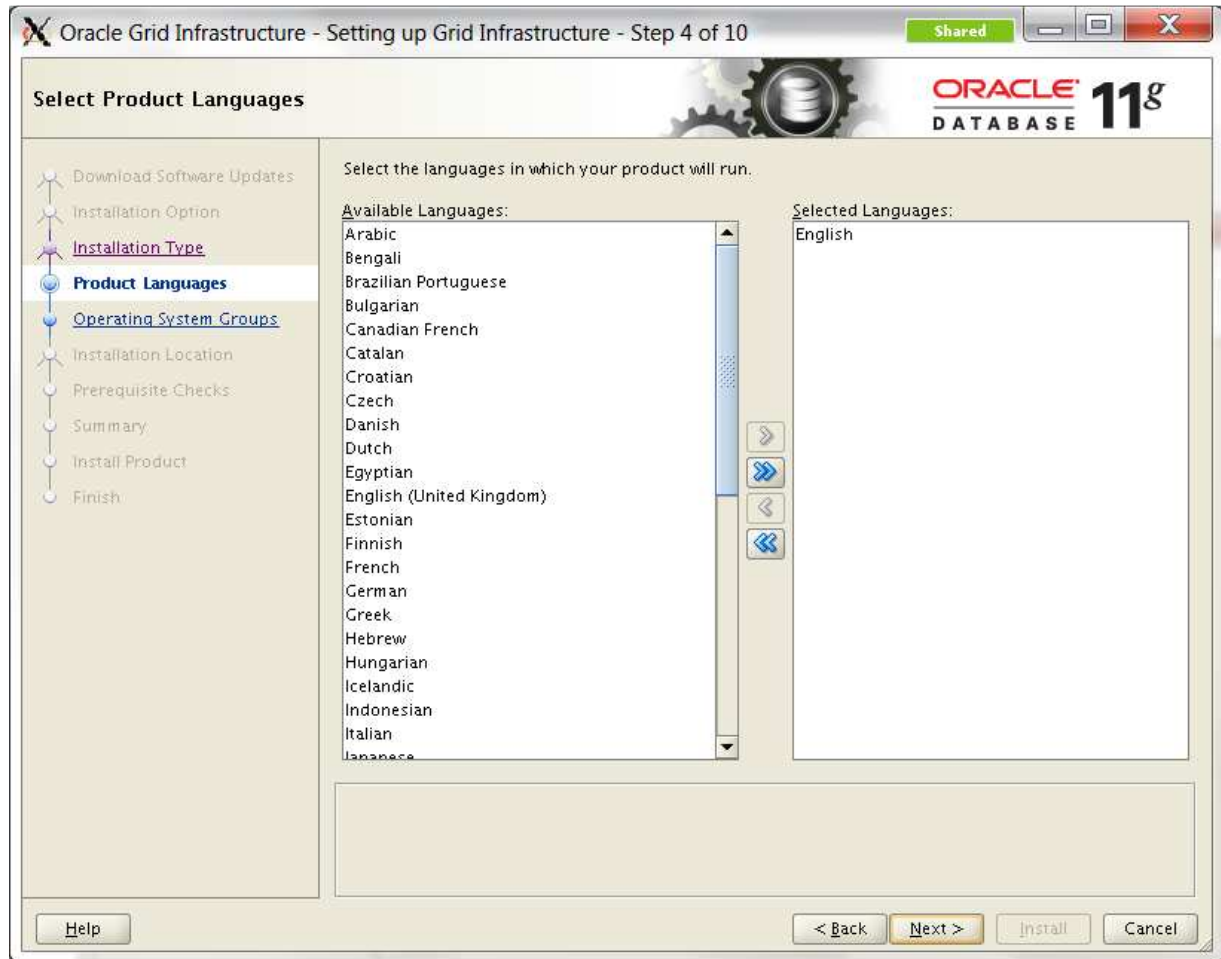 Oracle Grid Infrastructure - Setting up Grid Infrastructure - Step 4 of 10
Shared
Select Product Languages
ORACLE DATABASE 11g
Download Software Updates
Installation Option
Installation Type
Product Languages
Operating System Groups
Installation Location
Prerequisite Checks
Summary
Install Product
Finish
Select the languages in which your product will run.
Available Languages:
Arabic
Bengali
Brazilian Portuguese
Bulgarian
Canadian French
Catalan
Croatian
Czech
Danish
Dutch
Egyptian
English (United Kingdom)
Estonian
Finnish
French
German
Greek
Hebrew
Hungarian
Icelandic
Indonesian
Italian
Japanese
Selected Languages:
English
Help
< Back
Next >
Install
Cancel